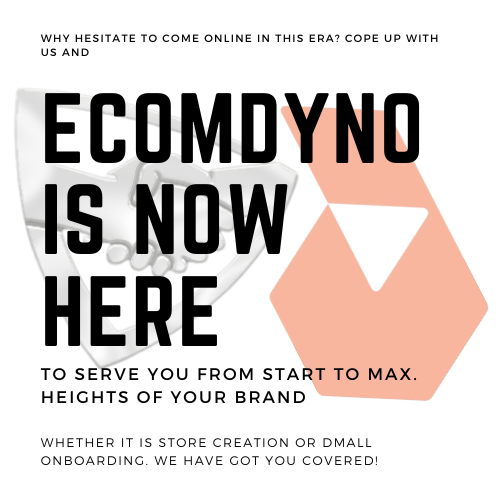 WHY HESITATE TO COME ONLINE IN THIS ERA? COPE UP WITH
US AND
ECOMDYNO
IS NOW
HERE
TO SERVE YOU FROM START TO MAX.
HEIGHTS OF YOUR BRAND
WHETHER IT IS STORE CREATION OR DMALL
ONBOARDING. WE HAVE GOT YOU COVERED!